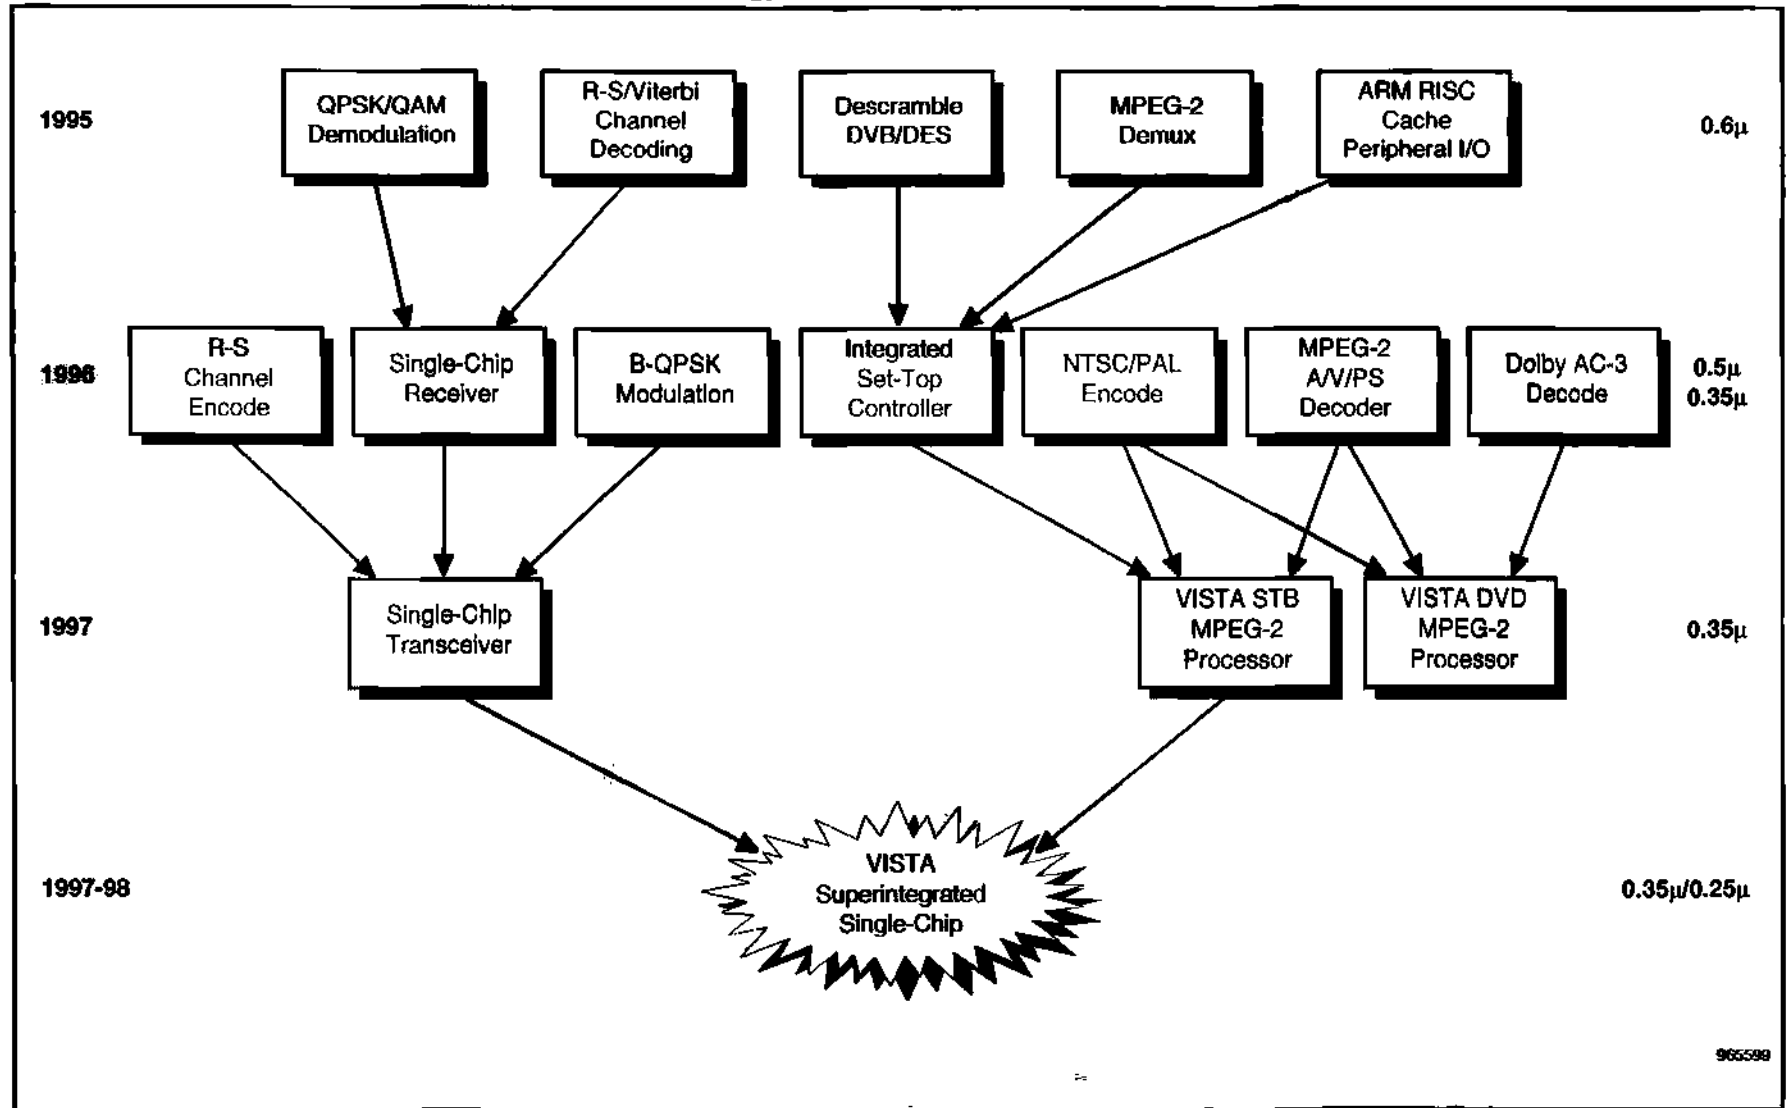 1995
QPSK/QAM
Demodulation
R-S/Viterbi
Channel
Decoding
Descramble
DVB/DES
MPEG-2
Demux
ARM RISC
Cache
Peripheral I/O
0.6µ
1996
R-S
Channel
Encode
Single-Chip
Receiver
B-QPSK
Modulation
Integrated
Set-Top
Controller
NTSC/PAL
Encode
MPEG-2
A/V/PS
Decoder
Dolby AC-3
Decode
0.5µ
0.35µ
1997
Single-Chip
Transceiver
VISTA STB
MPEG-2
Processor
VISTA DVD
MPEG-2
Processor
0.35µ
1997-98
VISTA
Superintegrated
Single-Chip
0.35µ/0.25µ
965599